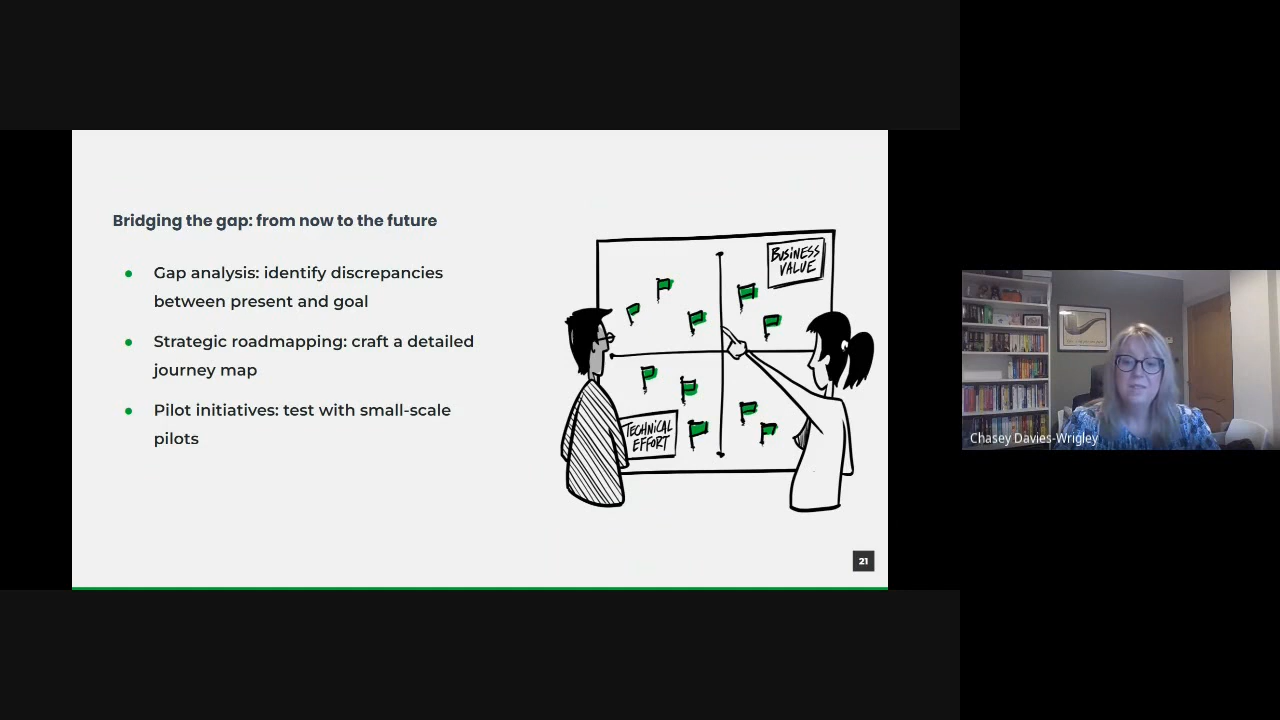 Bridging the gap: from now to the future
Gap analysis: identify discrepancies
between present and goal
Strategic roadmapping: craft a detailed
journey map
Pilot initiatives: test with small-scale
pilots
BUSINESS
VALUE
TECHNICAL
EFFORT
21
Chasey Davies-Wrigley